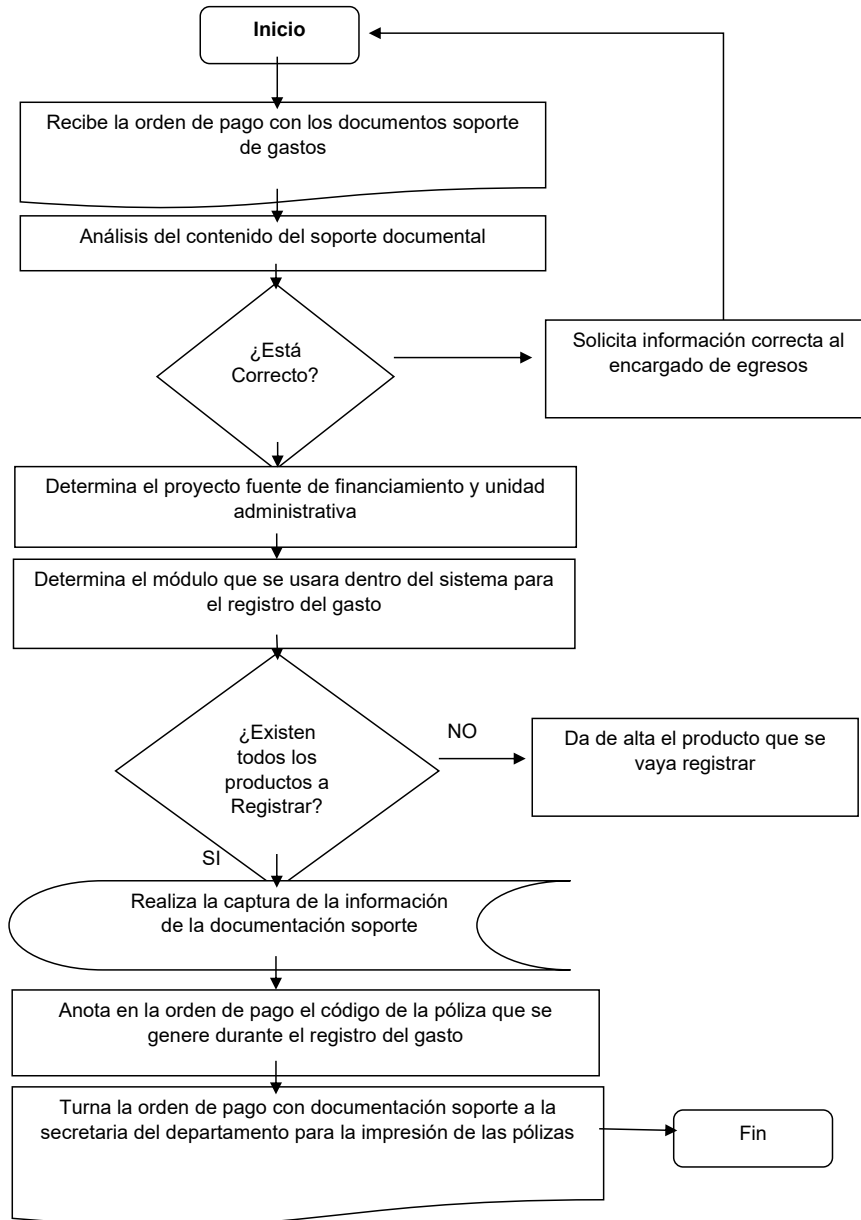 Inicio
Recibe la orden de pago con los documentos soporte
de gastos
Análisis del contenido del soporte documental
¿Está
Correcto?
Solicita información correcta al
encargado de egresos
Determina el proyecto fuente de financiamiento y unidad
administrativa
Determina el módulo que se usara dentro del sistema para
el registro del gasto
¿Existen
todos los
productos a
Registrar?
NO
Da de alta el producto que se
vaya registrar
SI
Realiza la captura de la información
de la documentación soporte
Anota en la orden de pago el código de la póliza que se
genere durante el registro del gasto
Turna la orden de pago con documentación soporte a la
secretaria del departamento para la impresión de las pólizas
Fin